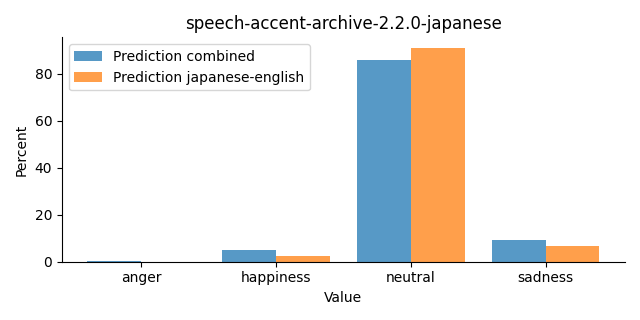 speech-accent-archive-2.2.0-japanese
Prediction combined
Prediction japanese-english
Percent
80
60
40
20
0
anger happiness neutral sadness
Value